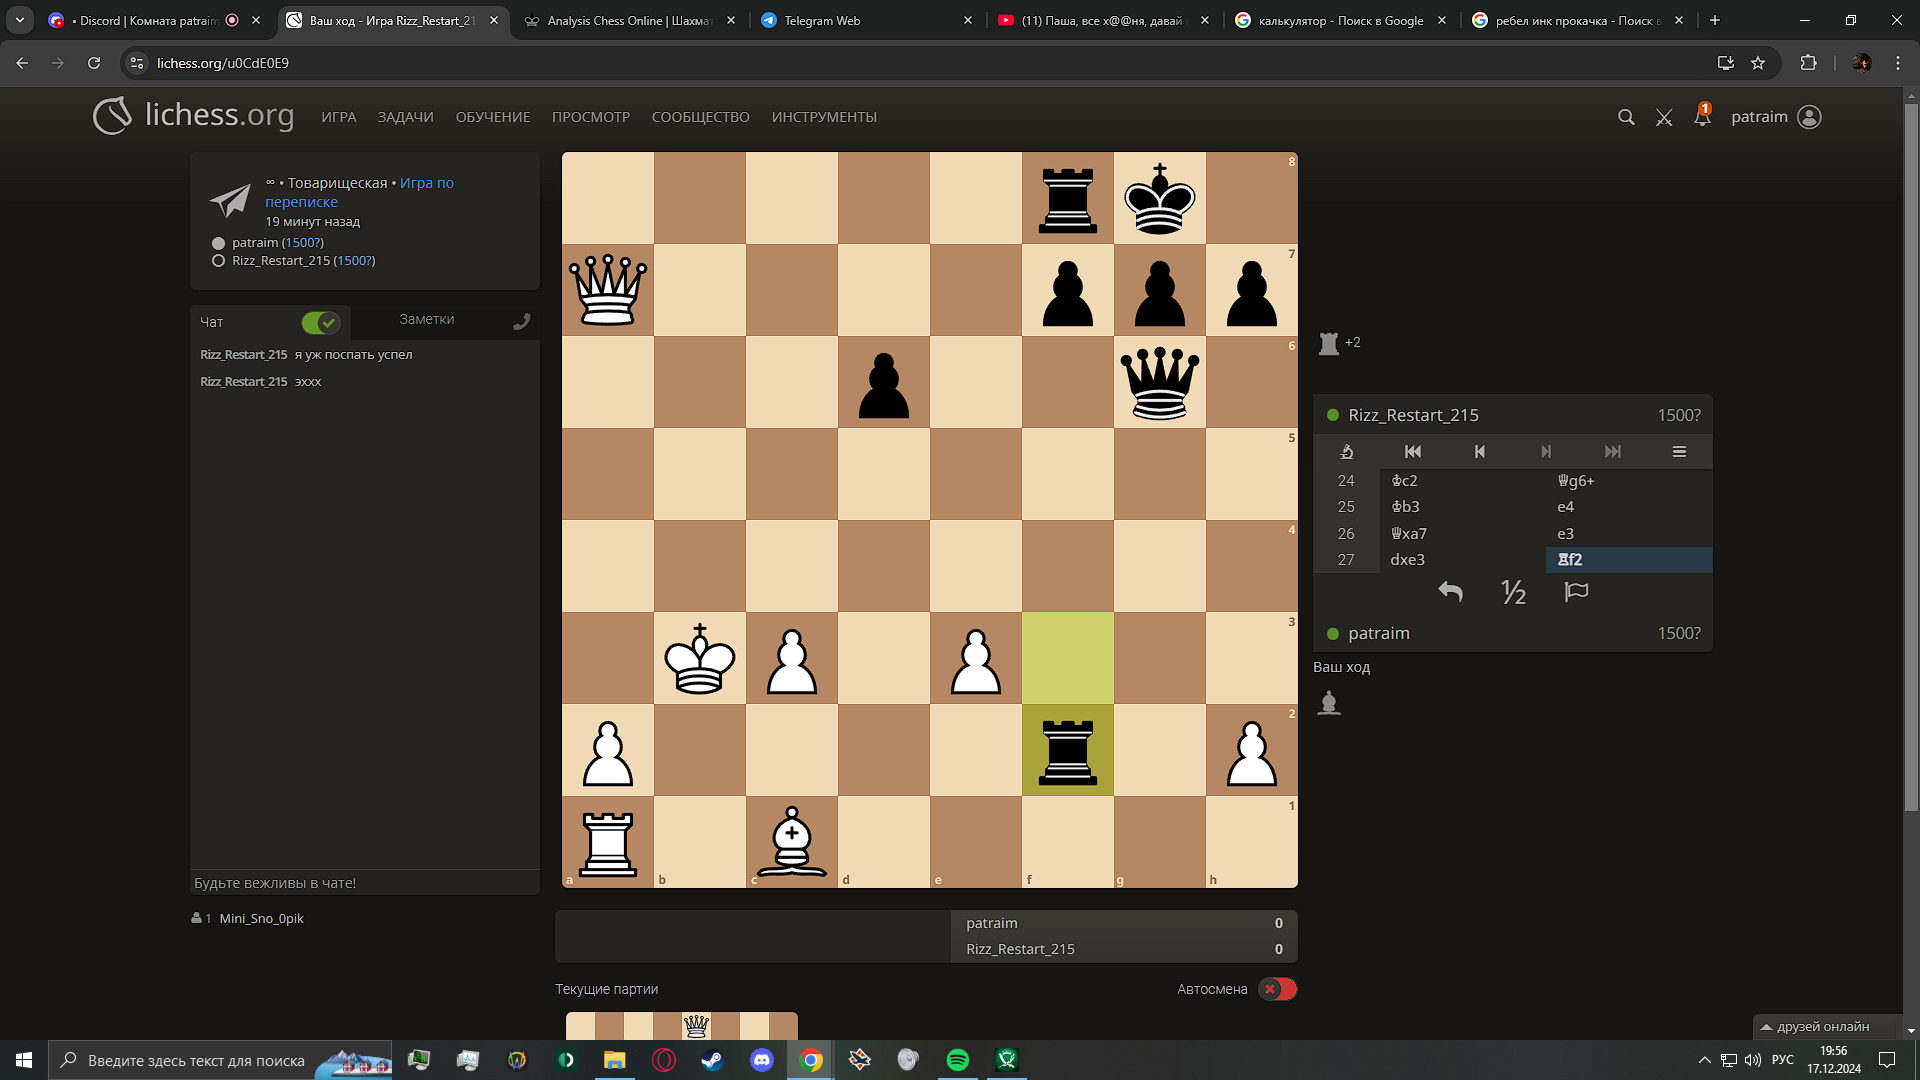 • Discord | Комната patraim
Ваш ход - Игра Rizz_Restart_21
Analysis Chess Online | Шахмат
Telegram Web
(11) Паша, все х@@ня, давай
калькулятор - Поиск в Google
ребел инк прокачка - Поиск в
lichess.org/u0CdE0E9
lichess.org
ИГРА
ЗАДАЧИ
ОБУЧЕНИЕ
ПРОСМОТР
СООБЩЕСТВО
ИНСТРУМЕНТЫ
1
patraim
∞ • Товарищеская • Игра по
переписке
19 минут назад
patraim (1500?)
Rizz_Restart_215 (1500?)
Чат
Заметки
Rizz_Restart_215 я уж поспать успел
Rizz_Restart_215 эххх
Будьте вежливы в чате!
1 Mini_Sno_0pik
8
7
6
5
4
3
2
1
a
b
c
d
e
f
g
h
+2
Rizz_Restart_215 1500?
24 ♔c2 ♕g6+
25 ♔b3 e4
26 ♕xa7 e3
27 dxe3 ♖f2
½
patraim 1500?
Ваш ход
patraim 0
Rizz_Restart_215 0
Текущие партии
Автосмена
друзей онлайн
Введите здесь текст для поиска
РУС
19:56
17.12.2024